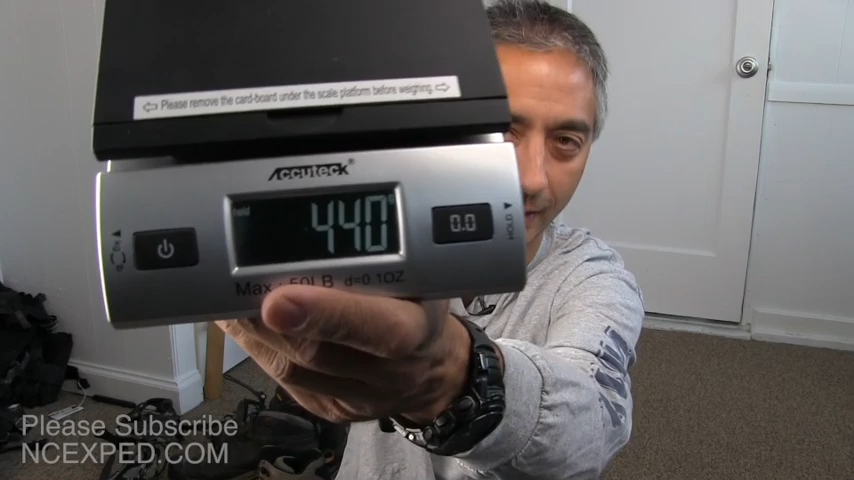 Please remove the card-board under the scale platform before weighing.
ACCUTECK®
hold
440
g
0.0
HOLD
Max : 50LB d=0.1OZ
Please Subscribe
NCEXPED.COM